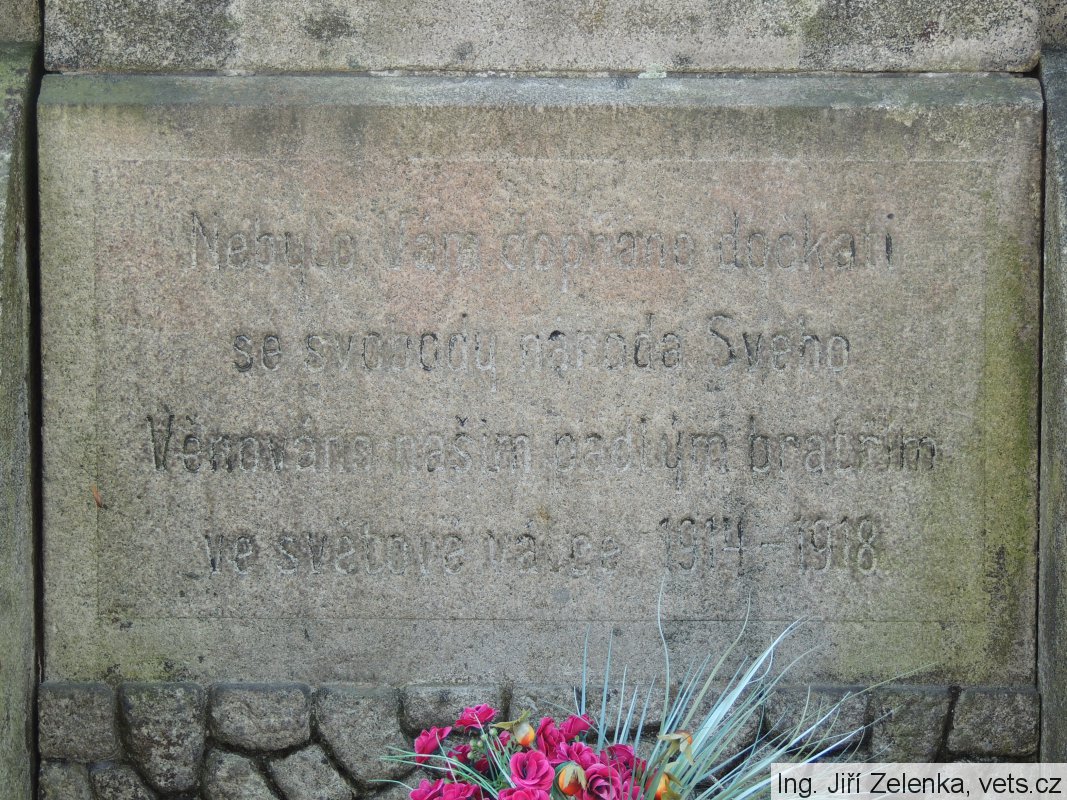 Nebylo Vám dopřáno dočkati
se svobody národa Svého
Věnováno našim padlým bratřím
ve světové válce 1914-1918.
Ing. Jiří Zelenka, vets.cz